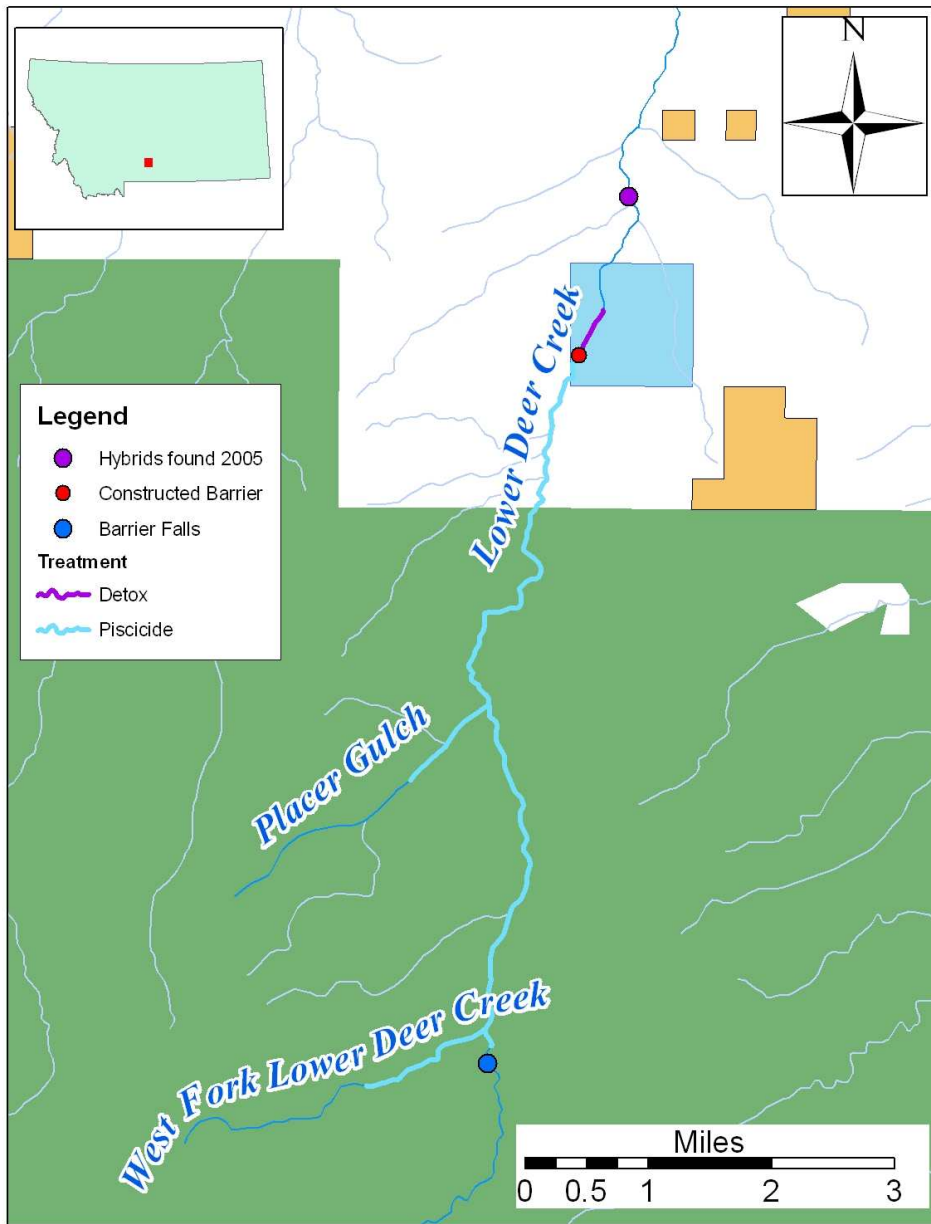 N
Lower Deer Creek
Legend
Hybrids found 2005
Constructed Barrier
Barrier Falls
Treatment
Detox
Piscicide
Placer Gulch
West Fork Lower Deer Creek
Miles
0 0.5 1 2 3